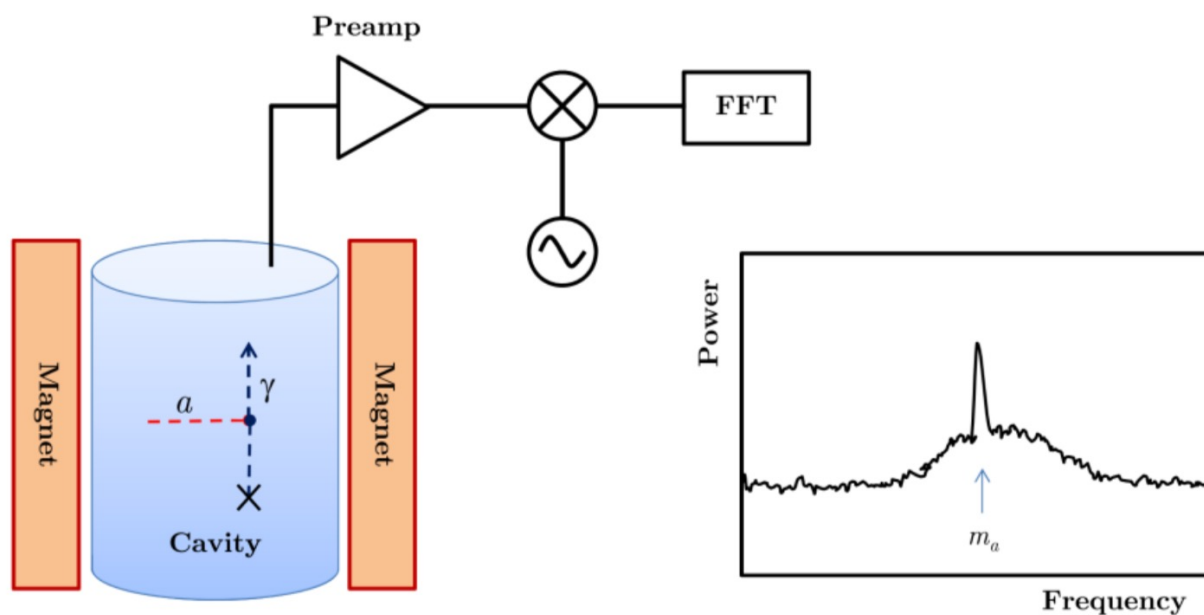 Preamp
FFT
Magnet
Magnet
a
γ
Cavity
Power
m_a
Frequency